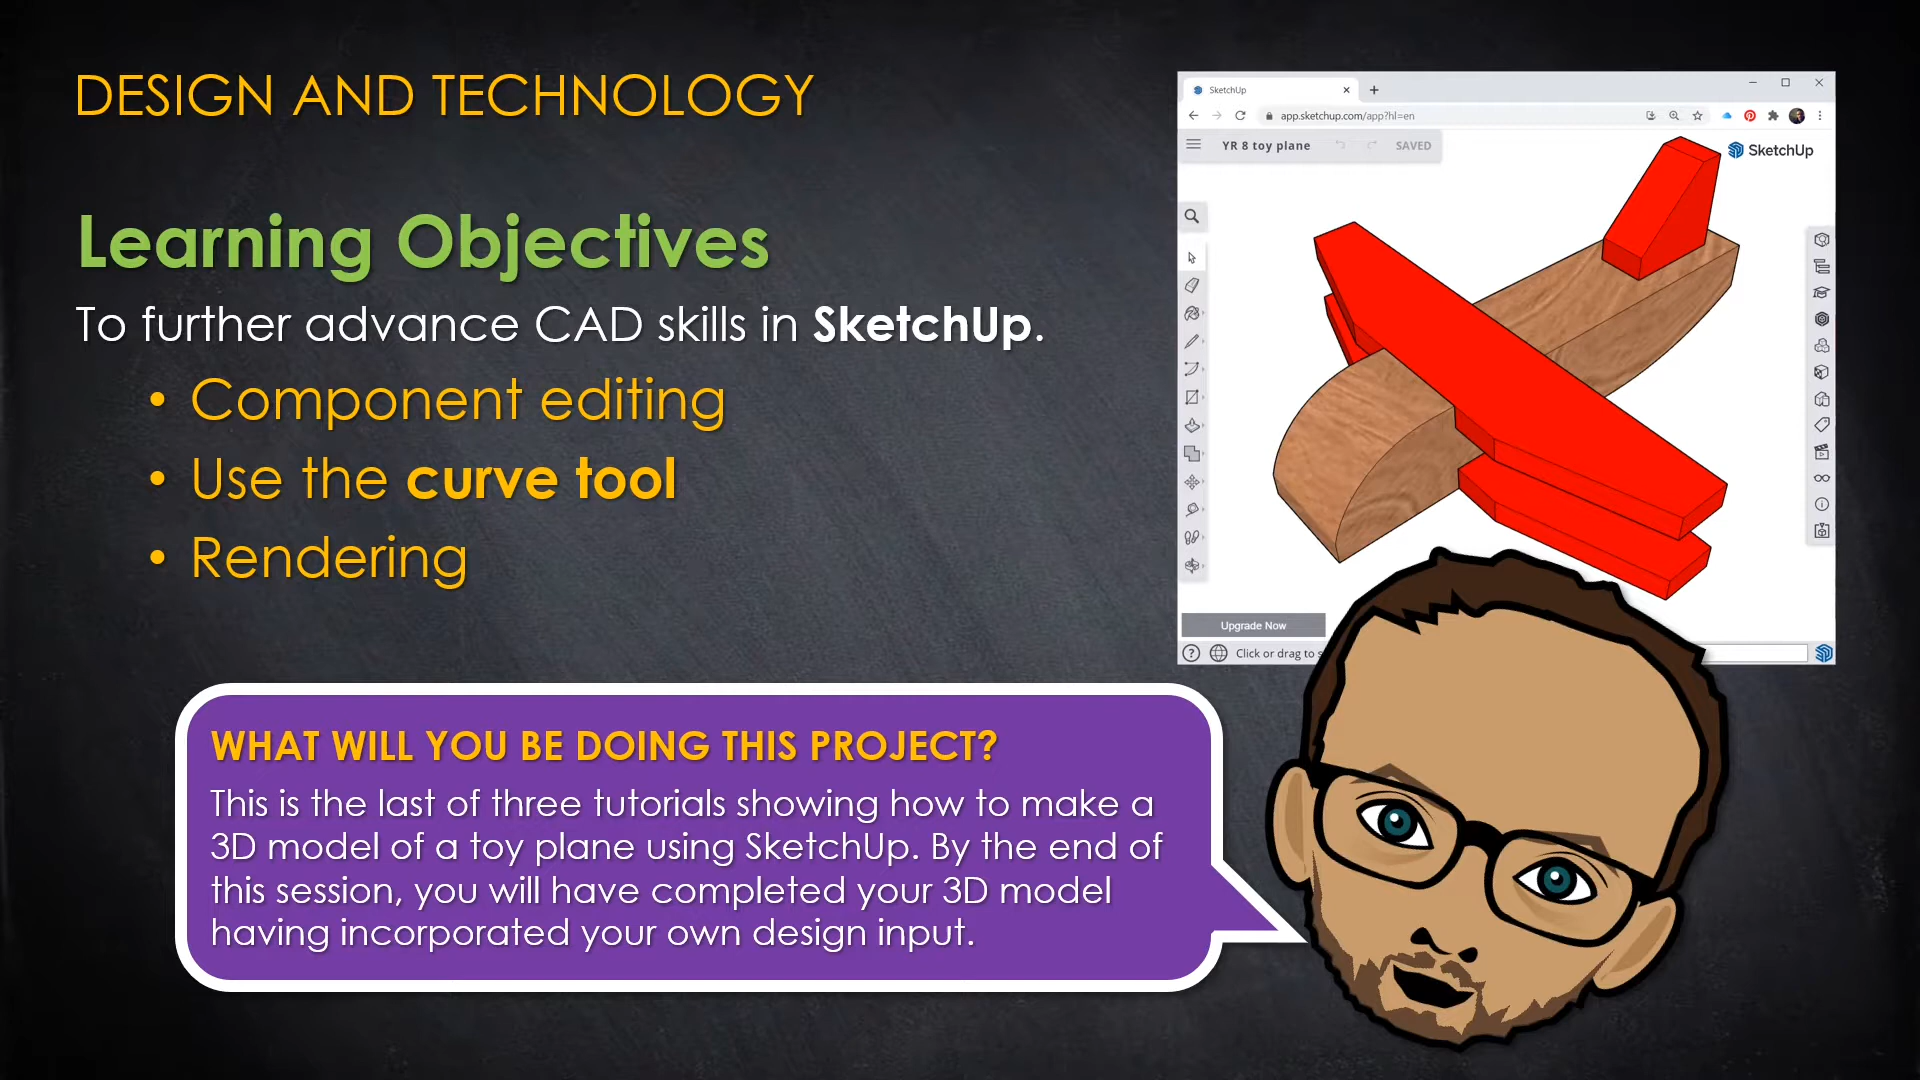 DESIGN AND TECHNOLOGY
Learning Objectives
To further advance CAD skills in SketchUp.
• Component editing
• Use the curve tool
• Rendering
SketchUp
app.sketchup.com/app?hl=en
YR 8 toy plane SAVED
SketchUp
Upgrade Now
Click or drag to s
WHAT WILL YOU BE DOING THIS PROJECT?
This is the last of three tutorials showing how to make a
3D model of a toy plane using SketchUp. By the end of
this session, you will have completed your 3D model
having incorporated your own design input.